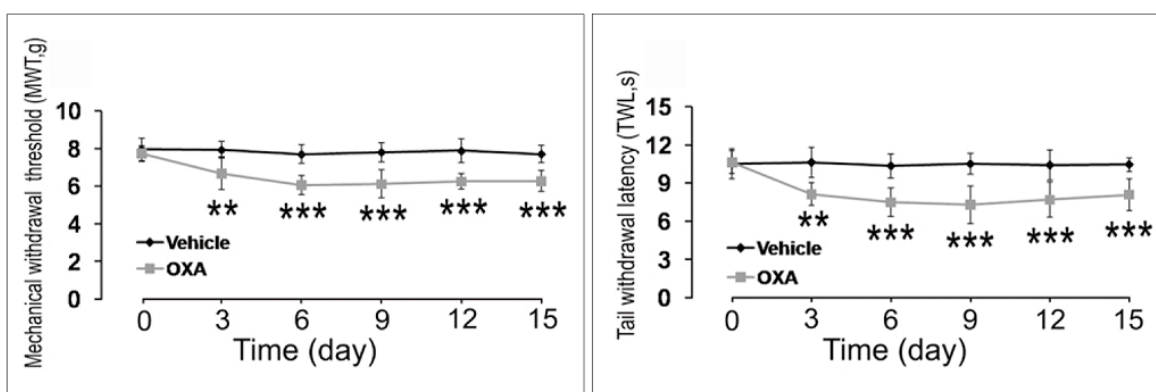 Mechanical withdrawal threshold (MWT,g)
10
8
6
4
2
0
** *** *** *** ***
Vehicle
OXA
0 3 6 9 12 15
Time (day)
Tail withdrawal latency (TWL,s)
15
12
9
6
3
0
** *** *** *** ***
Vehicle
OXA
0 3 6 9 12 15
Time (day)